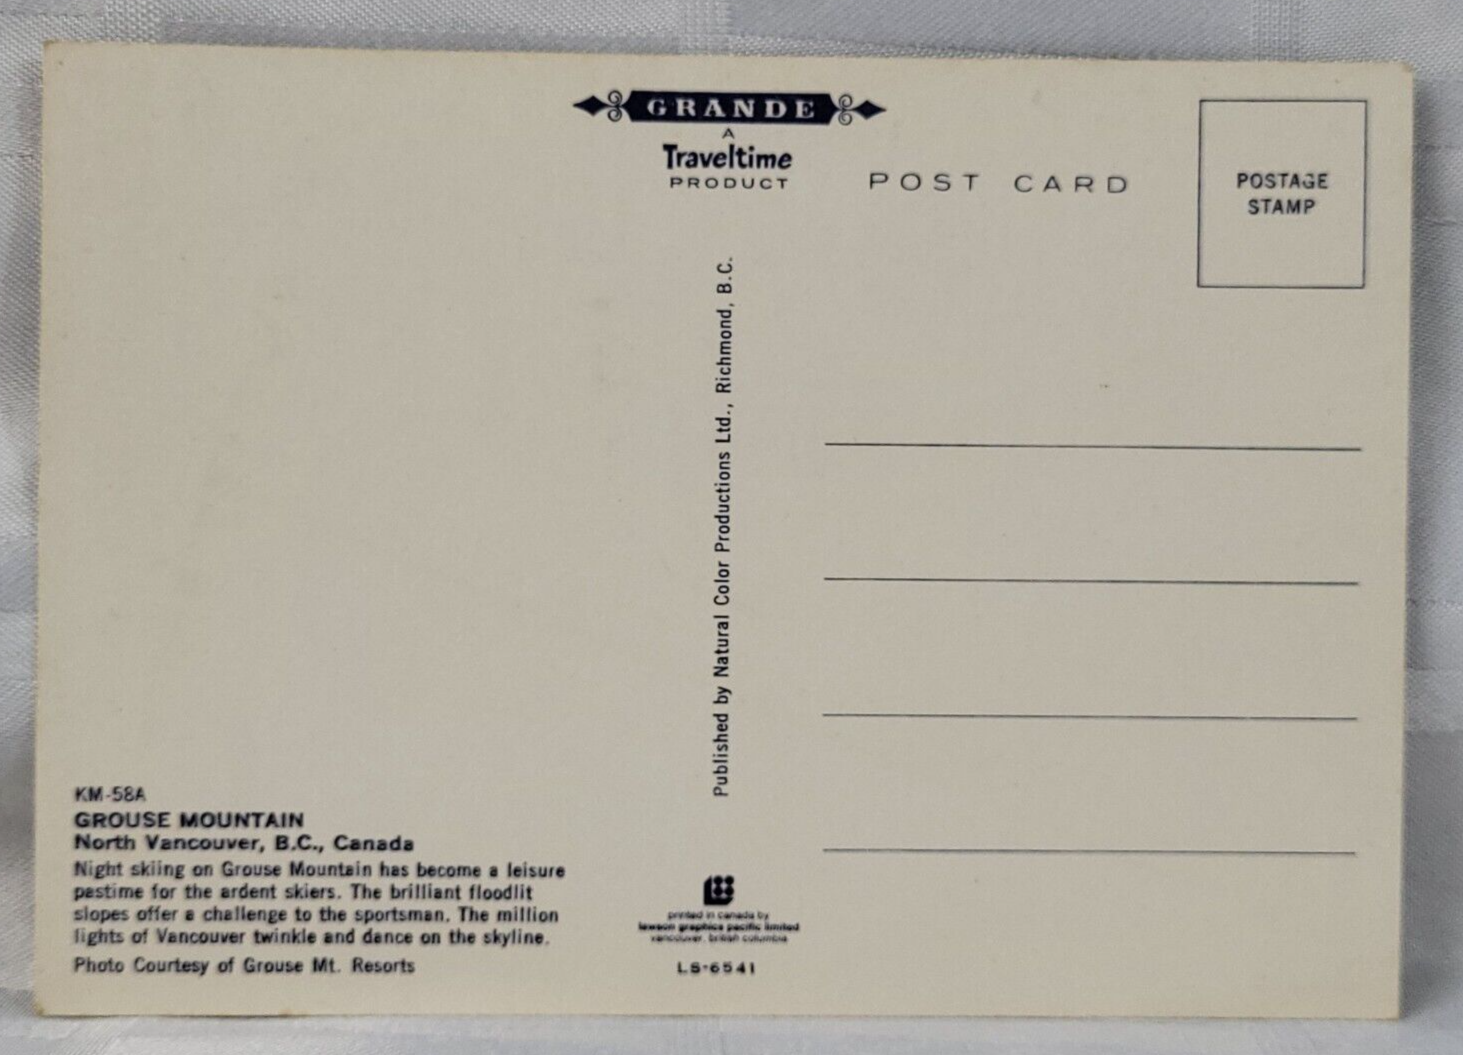 GRANDE
A
Traveltime
PRODUCT
POST CARD
POSTAGE
STAMP
Published by Natural Color Productions Ltd., Richmond, B.C.
KM-58A
GROUSE MOUNTAIN
North Vancouver, B.C., Canada
Night skiing on Grouse Mountain has become a leisure
pastime for the ardent skiers. The brilliant floodlit
slopes offer a challenge to the sportsman. The million
lights of Vancouver twinkle and dance on the skyline.
Photo Courtesy of Grouse Mt. Resorts
printed in canada by
lawson graphics pacific limited
vancouver, british columbia
LS-6541